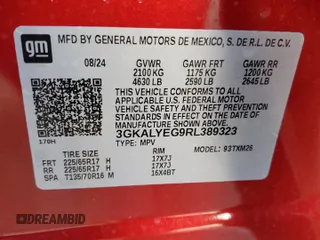 gm
MFD BY GENERAL MOTORS DE MEXICO, S. DE R.L. DE C.V.
08/24 GVWR GAWR FRT GAWR RR
2100 KG 1175 KG 1200 KG
4630 LB 2590 LB 2645 LB
THIS VEHICLE CONFORMS TO ALL APPLICABLE U.S. FEDERAL MOTOR
VEHICLE SAFETY, BUMPER, AND THEFT PREVENTION STANDARDS IN
EFFECT ON THE DATE OF MANUFACTURE SHOWN ABOVE.
3GKALYEG9RL389323
170H TYPE: MPV MODEL: 93TXM26
TIRE SIZE RIM
FRT 225/65R17 H 17X7J
RR 225/65R17 H 17X7J
SPA T135/70R16 M 16X4BT
DREAMBID